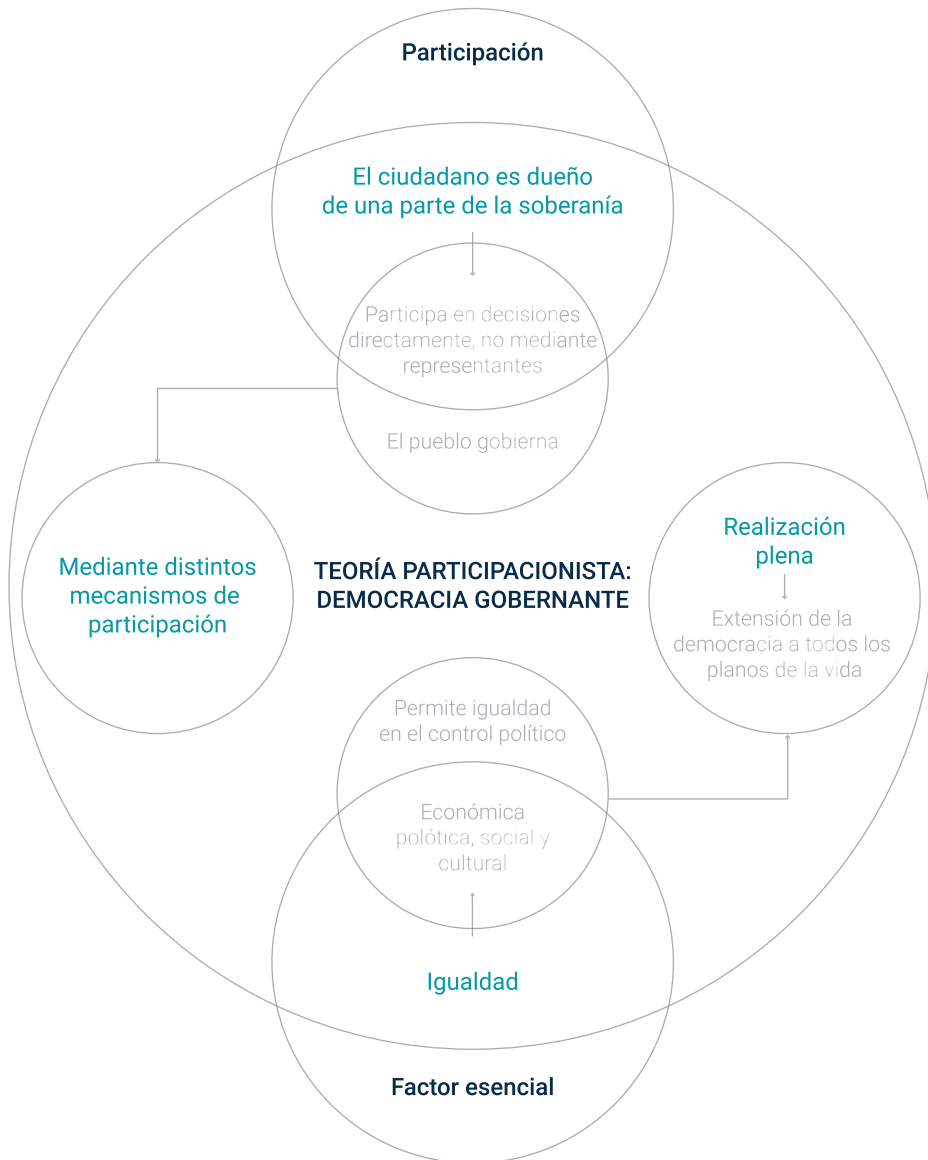 Participación
El ciudadano es dueño
de una parte de la soberanía
Participa en decisiones
directamente, no mediante
representantes
El pueblo gobierna
Mediante distintos
mecanismos de
participación
TEORÍA PARTICIPACIONISTA:
DEMOCRACIA GOBERNANTE
Realización
plena
Extensión de la
democracia a todos los
planos de la vida
Permite igualdad
en el control político
Económica
polótica, social y
cultural
Igualdad
Factor esencial